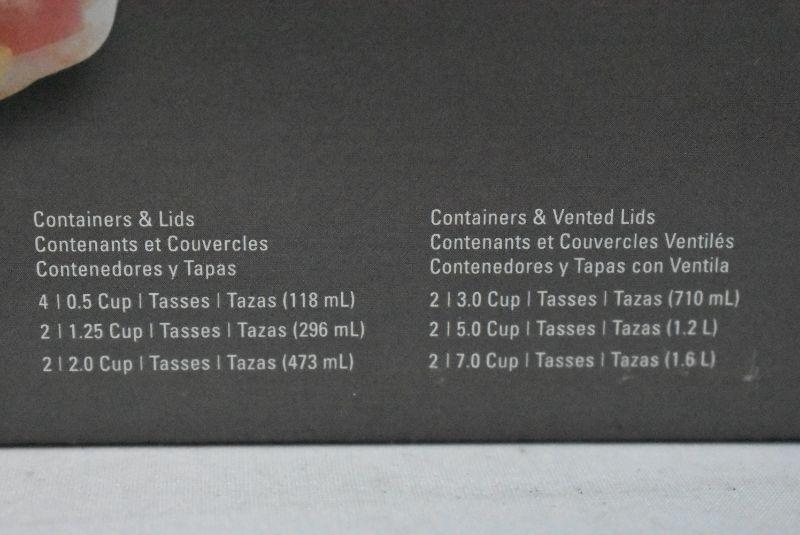 Containers & Lids
Contenants et Couvercles
Contenedores y Tapas
4 | 0.5 Cup | Tasses | Tazas (118 mL)
2 | 1.25 Cup | Tasses | Tazas (296 mL)
2 | 2.0 Cup | Tasses | Tazas (473 mL)
Containers & Vented Lids
Contenants et Couvercles Ventilés
Contenedores y Tapas con Ventila
2 | 3.0 Cup | Tasses | Tazas (710 mL)
2 | 5.0 Cup | Tasses | Tazas (1.2 L)
2 | 7.0 Cup | Tasses | Tazas (1.6 L)